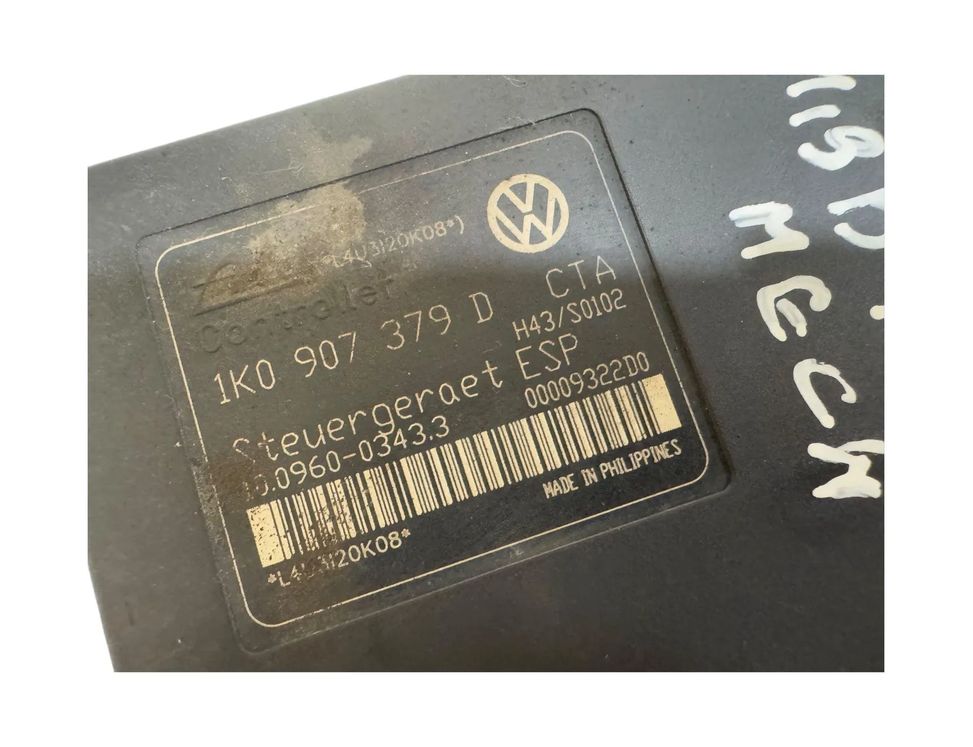 *L4U3I20K08*)
Controller
1K0 907 379 D CTA
H43/S0102
Steuergeraet ESP
10.0960-0343.3 00009322D0
MADE IN PHILIPPINES
*L4U3I20K08*
MECH